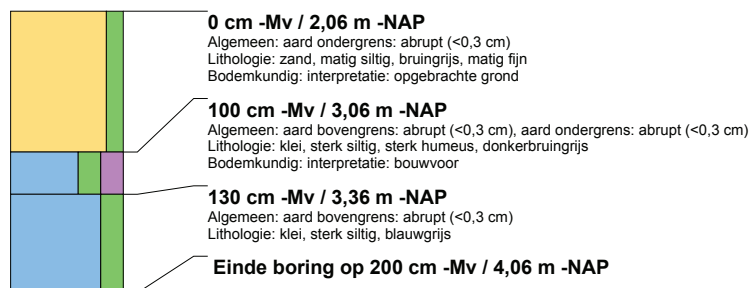 0 cm -Mv / 2,06 m -NAP
Algemeen: aard ondergrens: abrupt (<0,3 cm)
Lithologie: zand, matig siltig, bruingrijs, matig fijn
Bodemkundig: interpretatie: opgebrachte grond
100 cm -Mv / 3,06 m -NAP
Algemeen: aard bovengrens: abrupt (<0,3 cm), aard ondergrens: abrupt (<0,3 cm)
Lithologie: klei, sterk siltig, sterk humeus, donkerbruingrijs
Bodemkundig: interpretatie: bouwvoor
130 cm -Mv / 3,36 m -NAP
Algemeen: aard bovengrens: abrupt (<0,3 cm)
Lithologie: klei, sterk siltig, blauwgrijs
Einde boring op 200 cm -Mv / 4,06 m -NAP